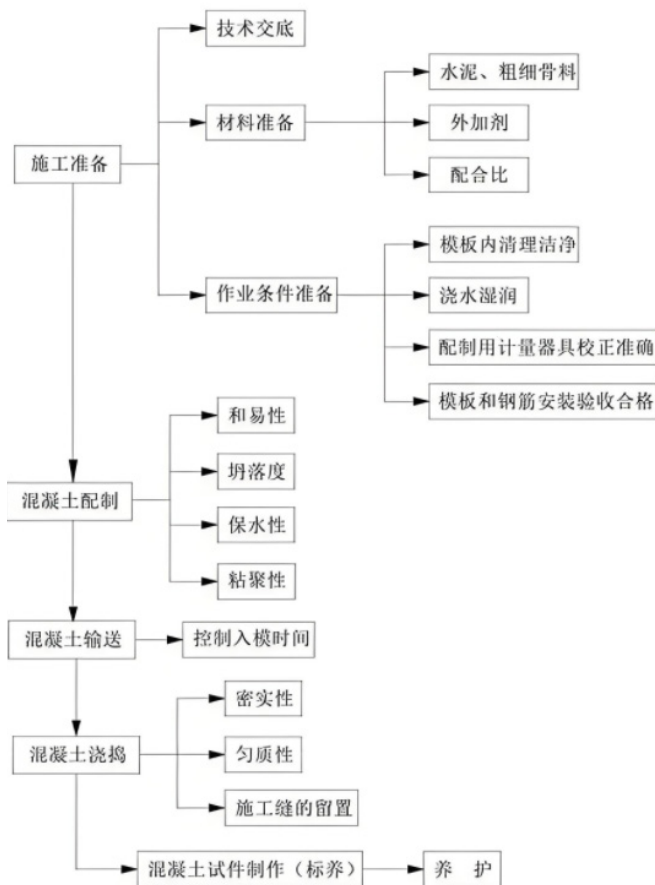 技术交底
水泥、粗细骨料
材料准备
外加剂
施工准备
配合比
模板内清理洁净
作业条件准备
浇水湿润
配制用计量器具校正准确
模板和钢筋安装验收合格
和易性
坍落度
混凝土配制
保水性
粘聚性
混凝土输送
控制入模时间
密实性
混凝土浇捣
匀质性
施工缝的留置
混凝土试件制作（标养）
养 护